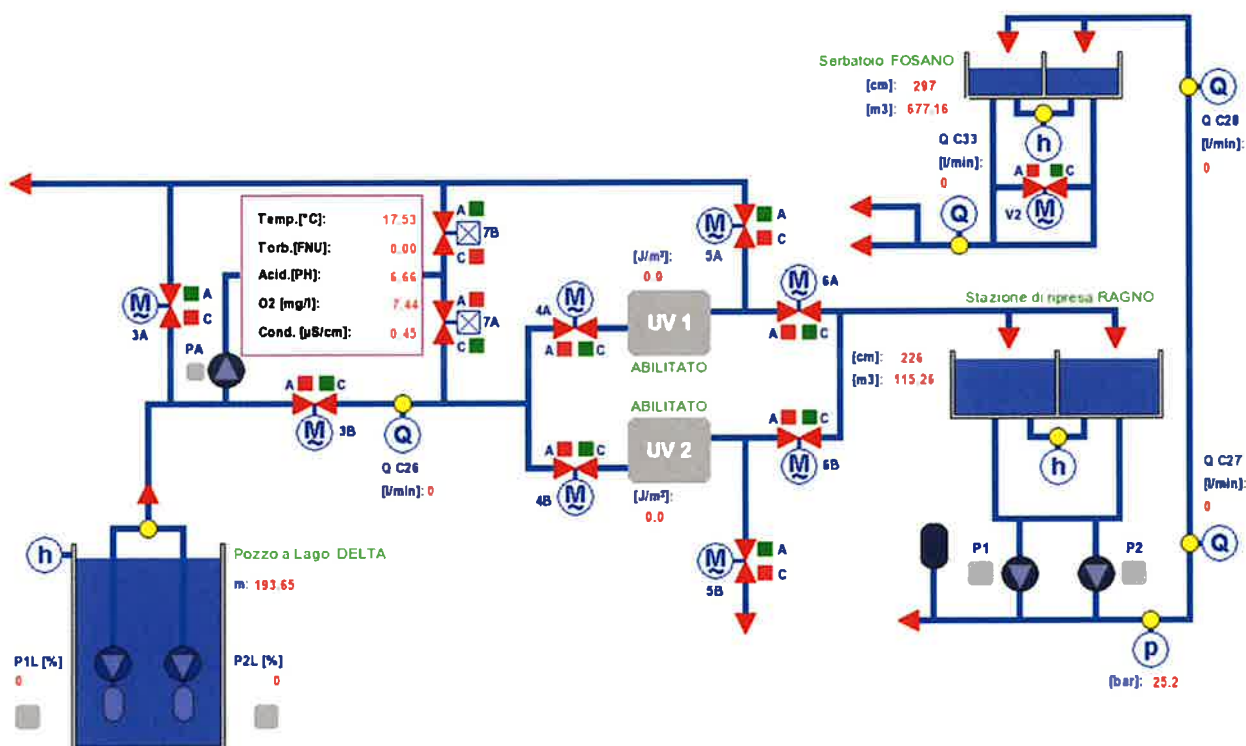 Serbatoio FOSANO
[cm]: 297
[m3]: 677.16
Q
Q C28
[l/min]:
0
Q C33
[l/min]:
0
h
A C
V2
M
Q
Temp.[°C]: 17.53
Torb.[FNU]: 0.00
Acid.[PH]: 6.66
O2 [mg/l]: 7.44
Cond. [µS/cm]: 0.45
A
7B
C
A
7A
C
M
A
C
3A
PA
M
A
C
5A
[J/m²]:
0.0
UV 1
ABILITATO
M
4A
A C
M
6A
A C
Stazione di ripresa RAGNO
[cm]: 226
[m3]: 115.26
h
A C
M
3B
Q
Q C26
[l/min]: 0
ABILITATO
UV 2
[J/m²]:
0.0
A C
M
4B
A C
M
6B
M
A
C
5B
Q C27
[l/min]:
0
Q
P1
P2
p
[bar]: 25.2
h
Pozzo a Lago DELTA
m: 193.65
P1L [%]
0
P2L [%]
0